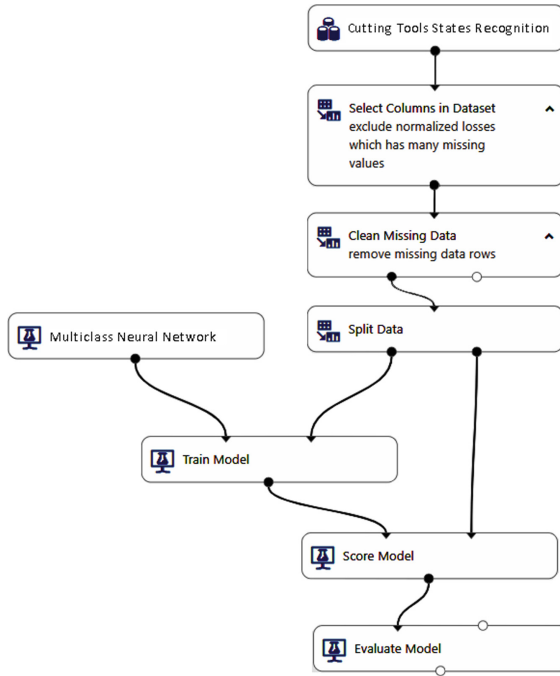 Cutting Tools States Recognition
Select Columns in Dataset
exclude normalized losses
which has many missing
values
Clean Missing Data
remove missing data rows
Split Data
Multiclass Neural Network
Train Model
Score Model
Evaluate Model